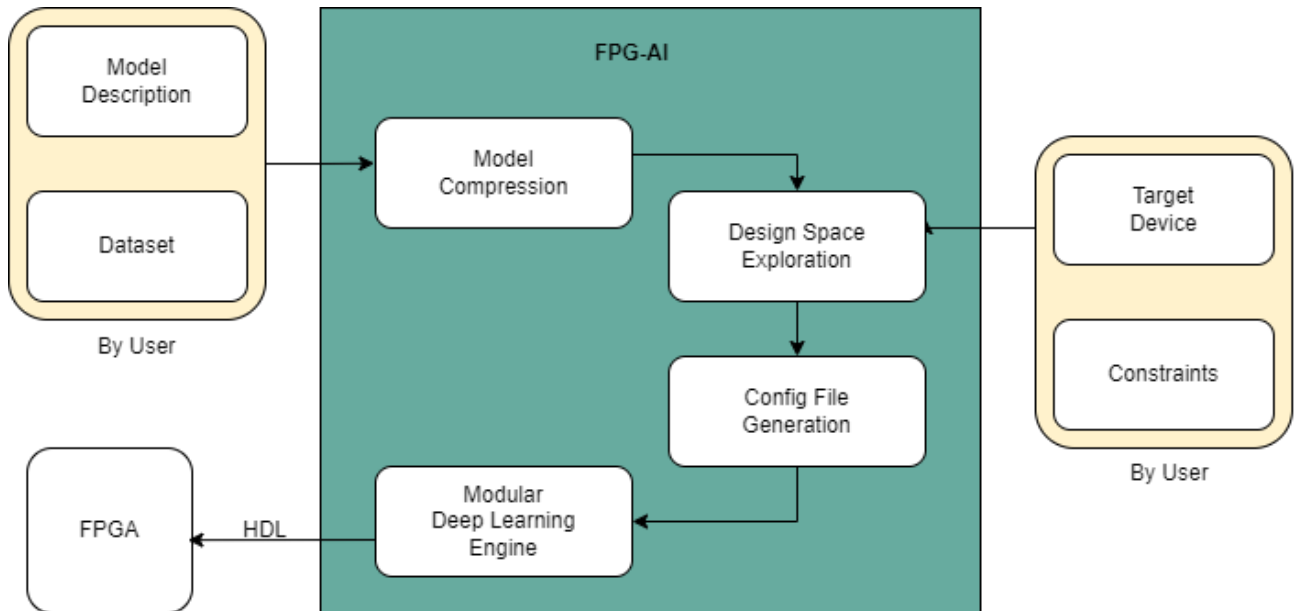 FPG-AI
Model
Description
Dataset
By User
Model
Compression
Design Space
Exploration
Target
Device
Constraints
By User
Config File
Generation
Modular
Deep Learning
Engine
HDL
FPGA